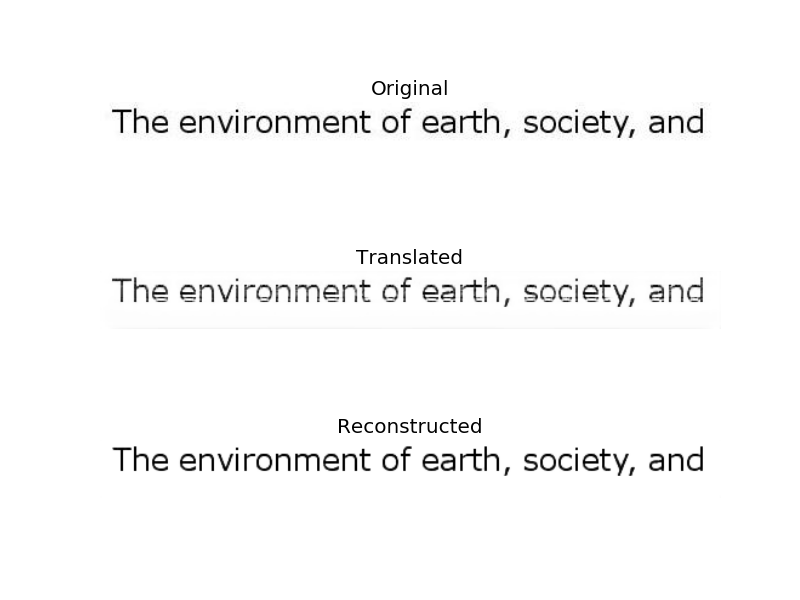 Original
The environment of earth, society, and
Translated
The environment of earth, society, and
Reconstructed
The environment of earth, society, and